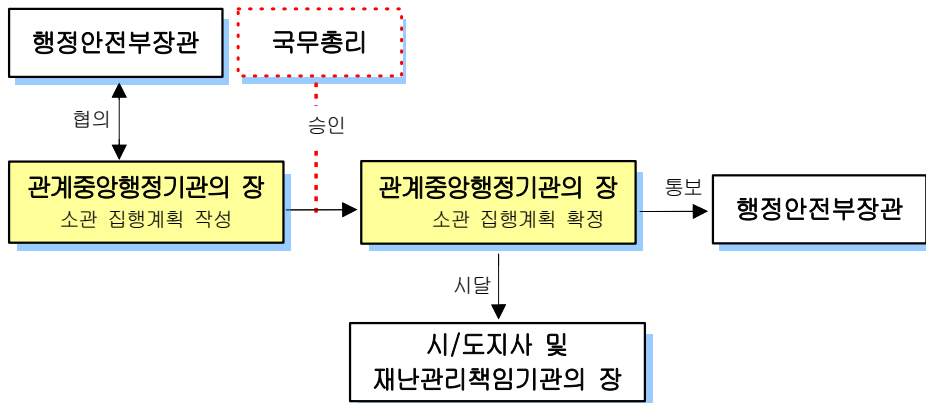 행정안전부장관
국무총리
협의
승인
관계중앙행정기관의 장
소관 집행계획 작성
관계중앙행정기관의 장
소관 집행계획 확정
통보
행정안전부장관
시달
시/도지사 및
재난관리책임기관의 장